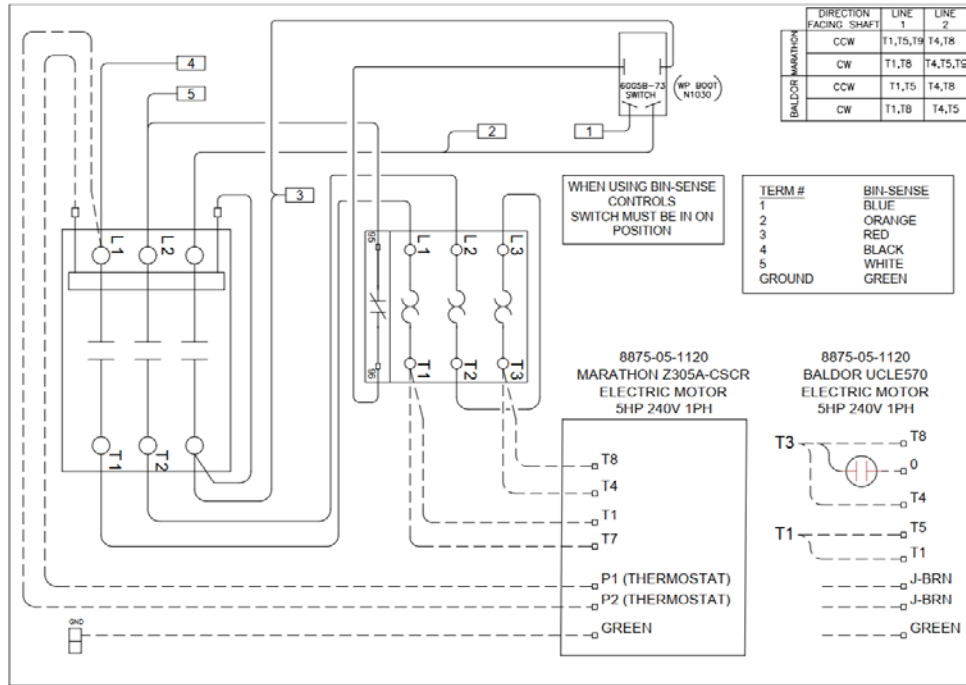 DIRECTION FACING SHAFT LINE 1 LINE 2
MARATHON
CCW T1,T5,T9 T4,T8
CW T1,T8 T4,T5,T9
BALDOR
CCW T1,T5 T4,T8
CW T1,T8 T4,T5
4
5
6GG5B-73
SWITCH
(WP BOOT
N1030)
2
1
3
WHEN USING BIN-SENSE
CONTROLS
SWITCH MUST BE IN ON
POSITION
TERM # BIN-SENSE
1 BLUE
2 ORANGE
3 RED
4 BLACK
5 WHITE
GROUND GREEN
L1 L2
95 L1 L2 L3
96 T1 T2 T3
T1 T2
8875-05-1120
MARATHON Z305A-CSCR
ELECTRIC MOTOR
5HP 240V 1PH
8875-05-1120
BALDOR UCLE570
ELECTRIC MOTOR
5HP 240V 1PH
T8
T4
T1
T7
P1 (THERMOSTAT)
P2 (THERMOSTAT)
GREEN
T3
T8
0
T4
T1
T5
T1
J-BRN
J-BRN
GREEN
GND